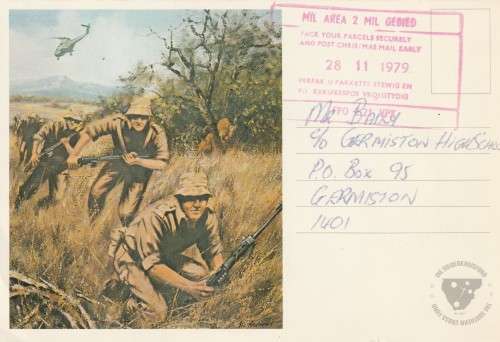 MIL AREA 2 MIL GEBIED
PACK YOUR PARCELS SECURELY
AND POST CHRISTMAS MAIL EARLY
28 11 1979
VERPAK U PAKKETTE STEWIG EN
POS KERSPOS VROEGTYDIG
Mr Bandy
c/o Germiston High School
P.O. Box 95
Germiston
1401